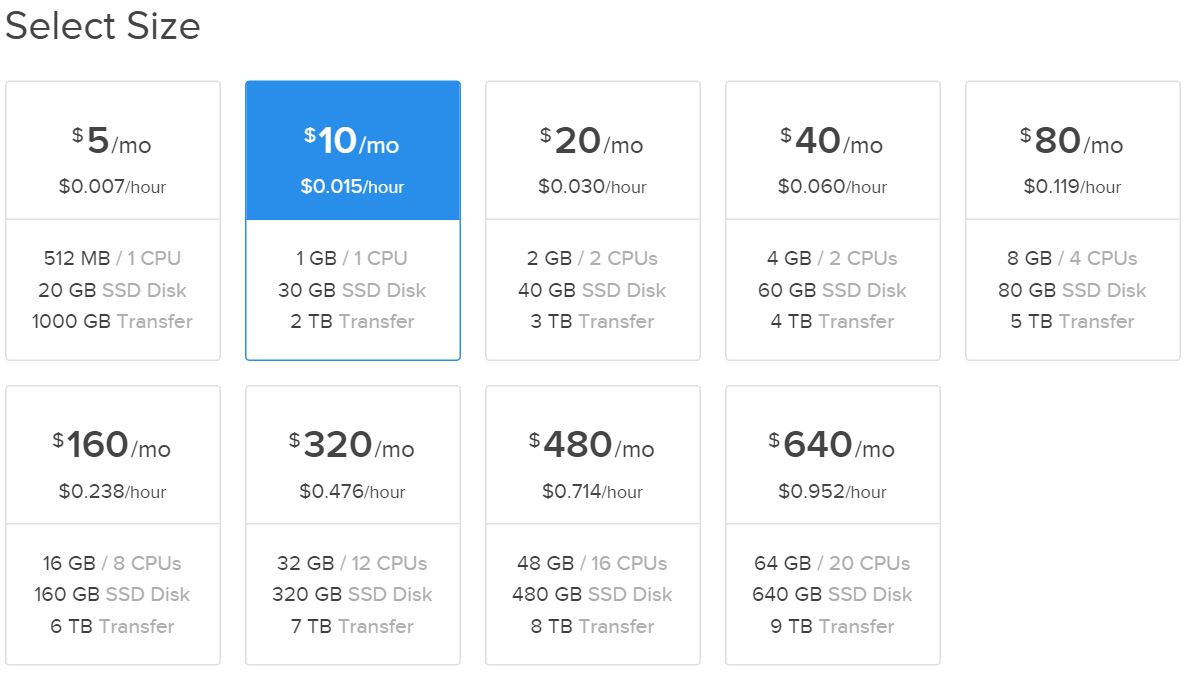 Select Size
$5/mo
$0.007/hour
512 MB / 1 CPU
20 GB SSD Disk
1000 GB Transfer
$10/mo
$0.015/hour
1 GB / 1 CPU
30 GB SSD Disk
2 TB Transfer
$20/mo
$0.030/hour
2 GB / 2 CPUs
40 GB SSD Disk
3 TB Transfer
$40/mo
$0.060/hour
4 GB / 2 CPUs
60 GB SSD Disk
4 TB Transfer
$80/mo
$0.119/hour
8 GB / 4 CPUs
80 GB SSD Disk
5 TB Transfer
$160/mo
$0.238/hour
16 GB / 8 CPUs
160 GB SSD Disk
6 TB Transfer
$320/mo
$0.476/hour
32 GB / 12 CPUs
320 GB SSD Disk
7 TB Transfer
$480/mo
$0.714/hour
48 GB / 16 CPUs
480 GB SSD Disk
8 TB Transfer
$640/mo
$0.952/hour
64 GB / 20 CPUs
640 GB SSD Disk
9 TB Transfer